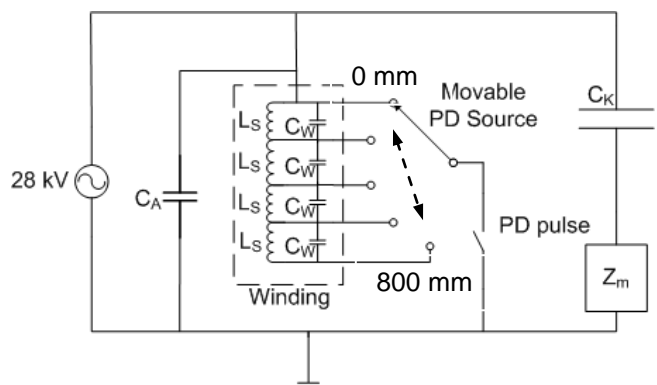 0 mm
Movable
PD Source
C_K
L_S
C_W
L_S
C_W
28 kV
C_A
L_S
C_W
L_S
C_W
PD pulse
Z_m
800 mm
Winding